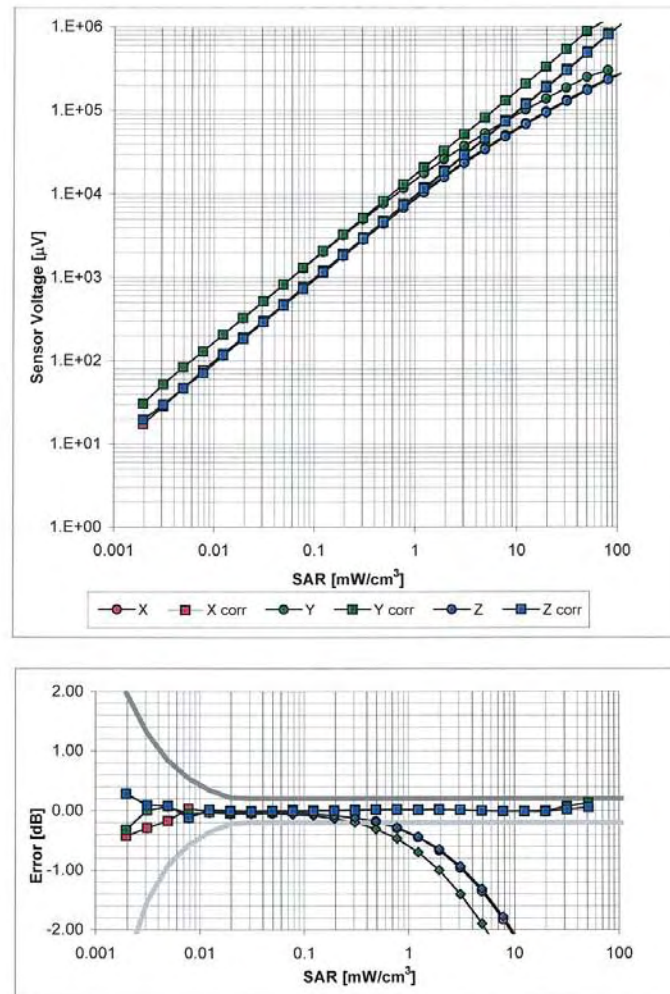 1.E+06
1.E+05
1.E+04
1.E+03
1.E+02
1.E+01
1.E+00
Sensor Voltage [µV]
0.001 0.01 0.1 1 10 100
SAR [mW/cm³]
X X corr Y Y corr Z Z corr
2.00
1.00
0.00
-1.00
-2.00
Error [dB]
0.001 0.01 0.1 1 10 100
SAR [mW/cm³]